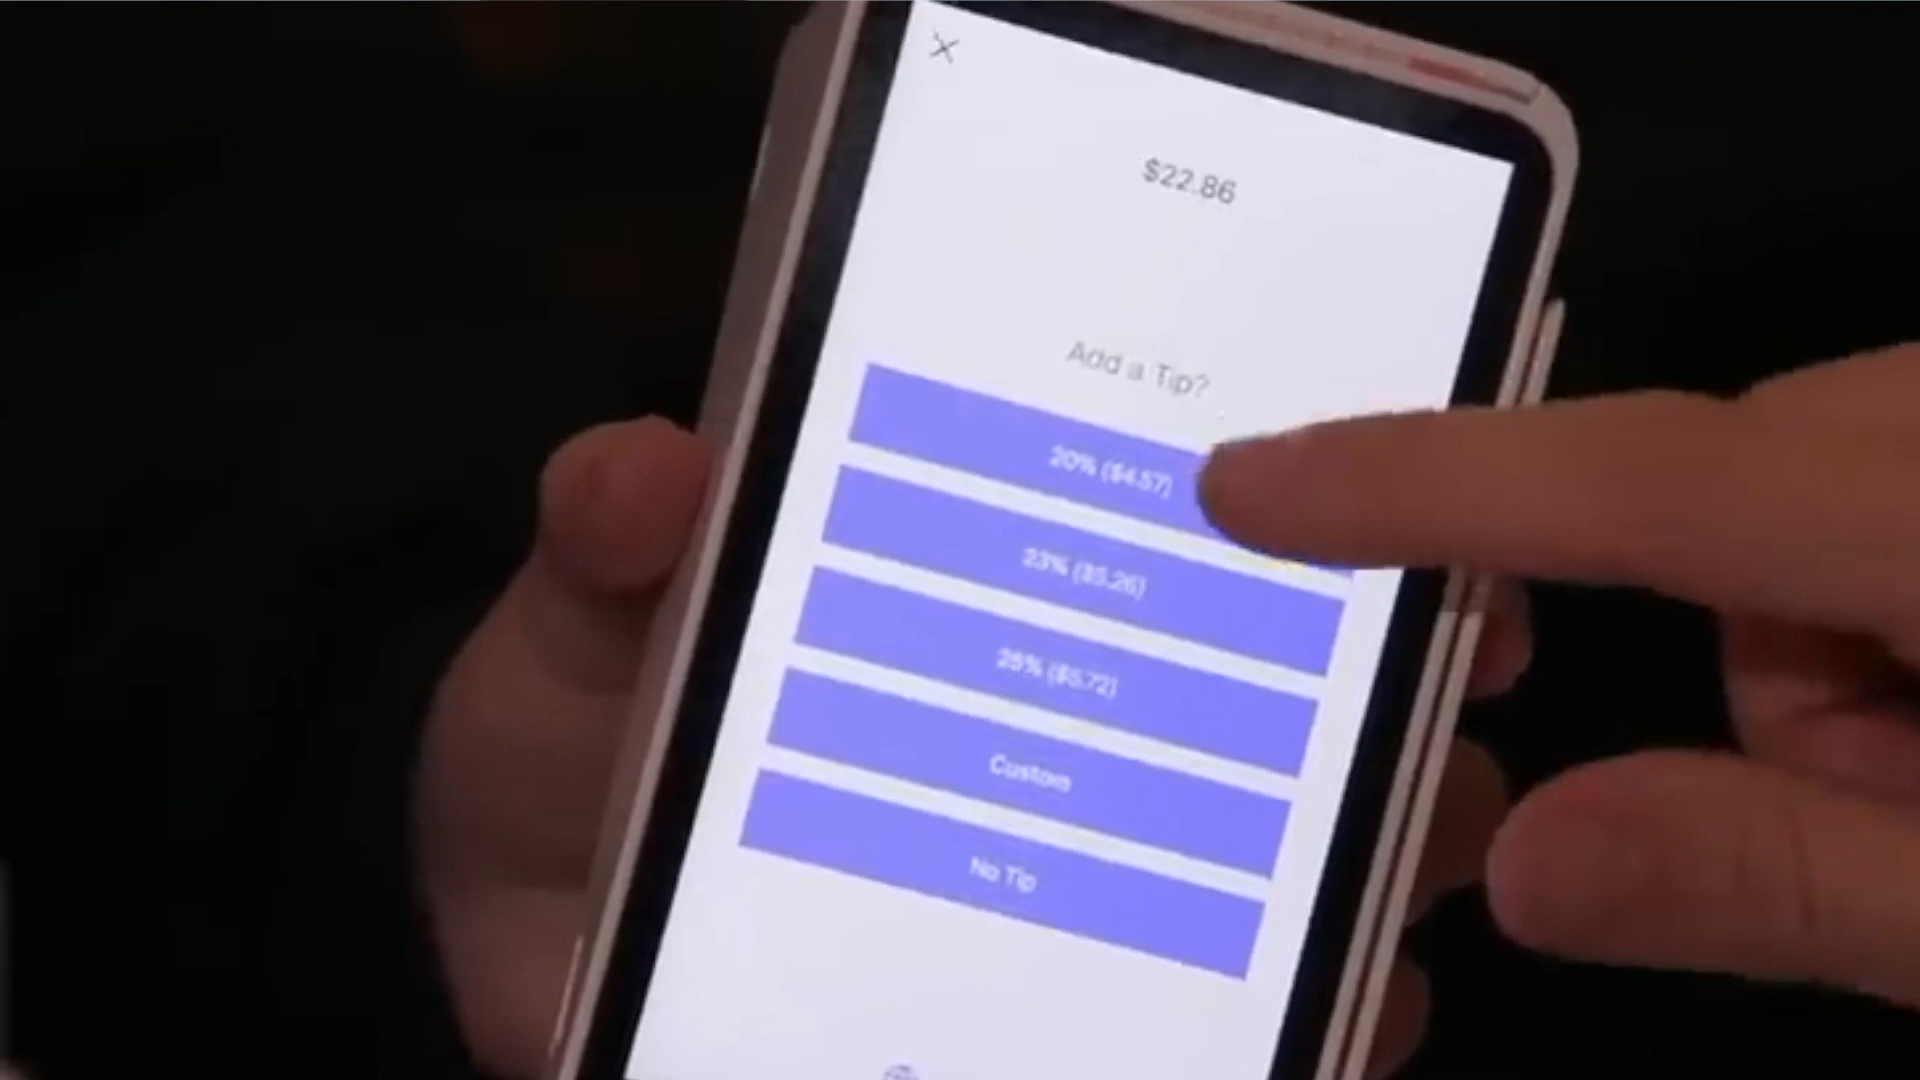 $22.86
Add a Tip?
20% ($4.57)
23% ($5.26)
25% ($5.72)
Custom
No Tip